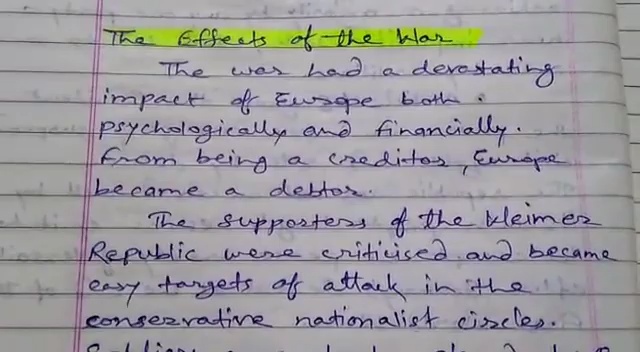 The Effects of the War
The war had a devastating
impact of Europe both.
psychologically and financially.
From being a creditor, Europe
became a debtor.
The supporters of the Weimer
Republic were criticised and became
easy targets of attack in the
conservative nationalist circles.